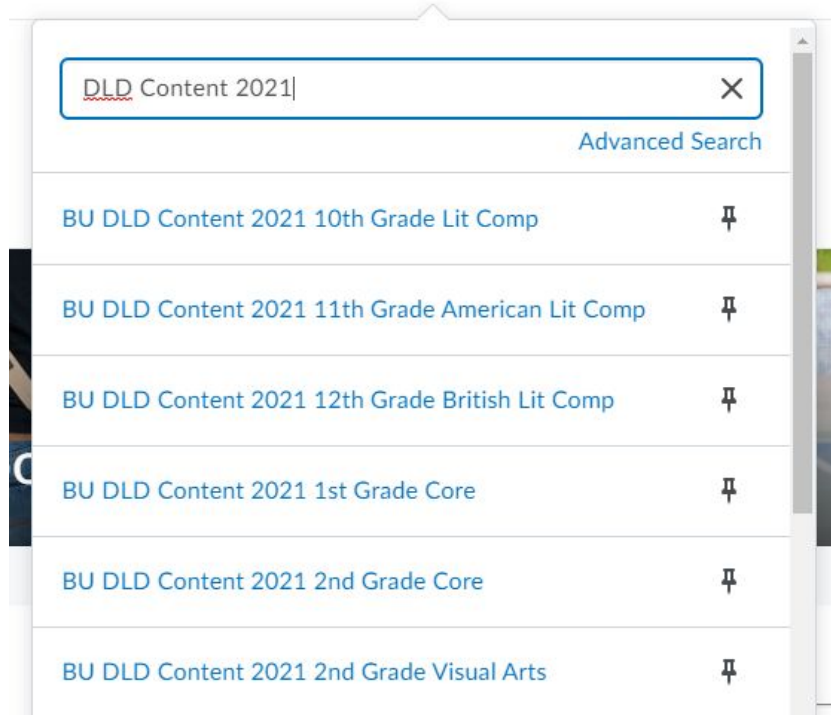 DLD Content 2021
Advanced Search
BU DLD Content 2021 10th Grade Lit Comp
BU DLD Content 2021 11th Grade American Lit Comp
BU DLD Content 2021 12th Grade British Lit Comp
BU DLD Content 2021 1st Grade Core
BU DLD Content 2021 2nd Grade Core
BU DLD Content 2021 2nd Grade Visual Arts